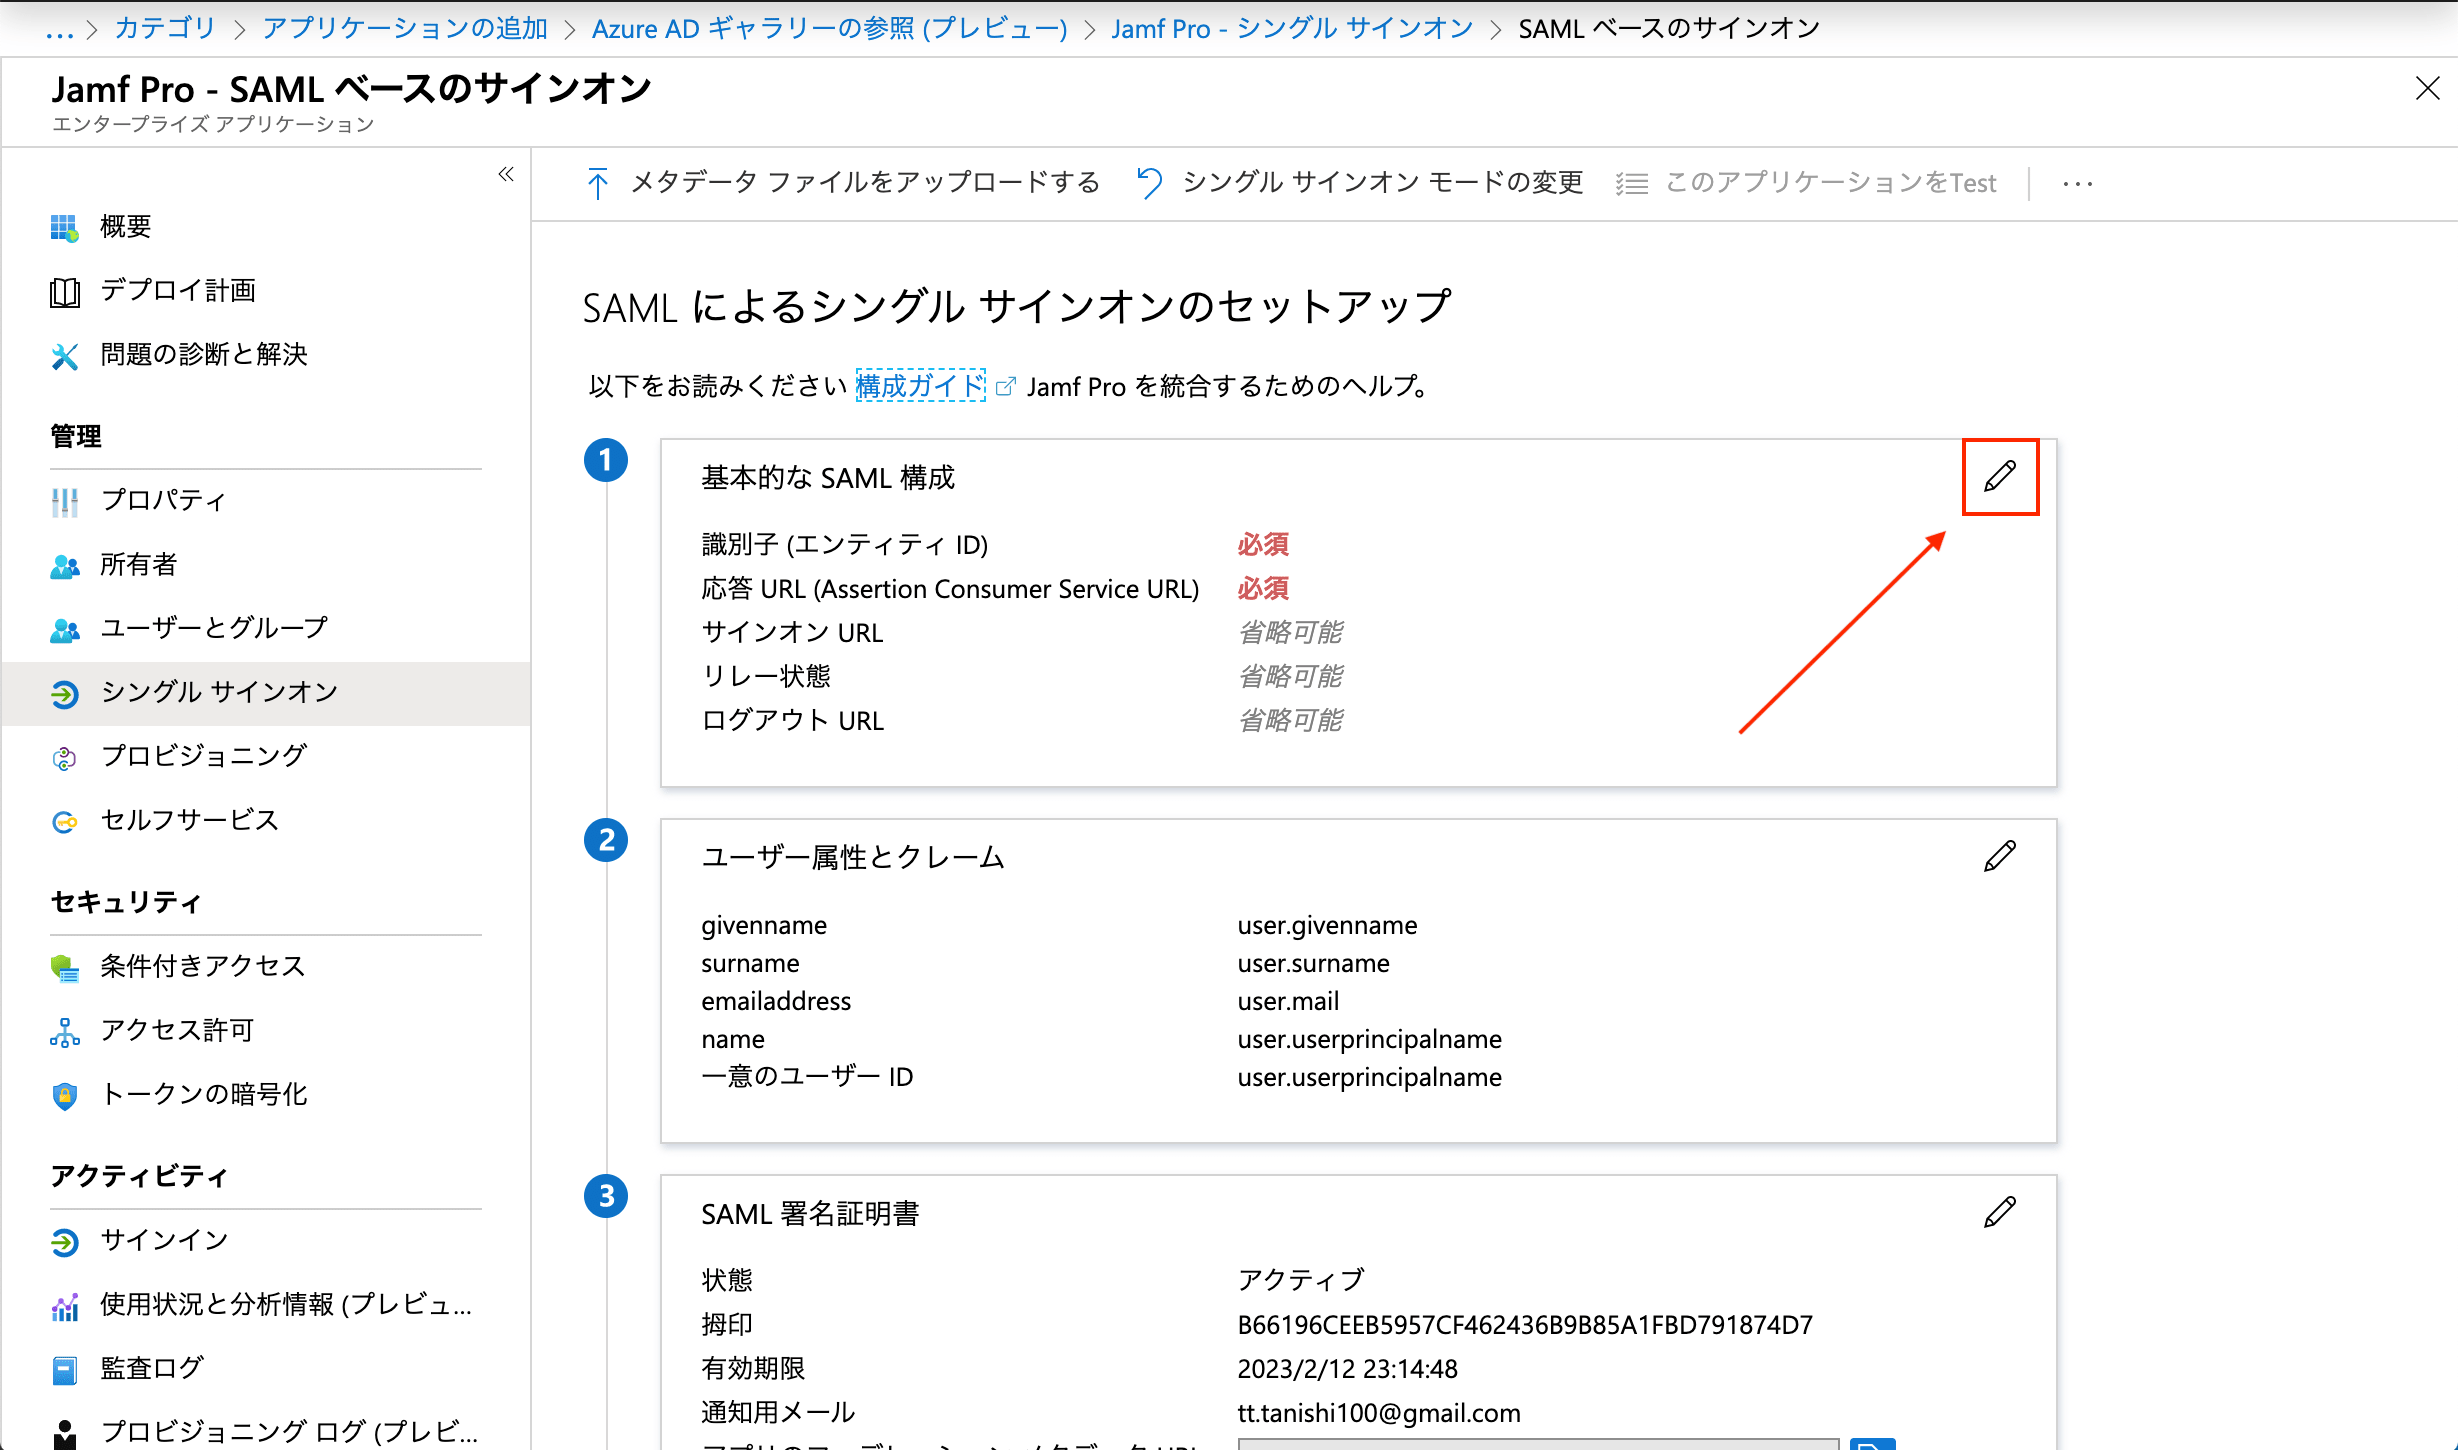 … > カテゴリ > アプリケーションの追加 > Azure AD ギャラリーの参照 (プレビュー) > Jamf Pro - シングル サインオン > SAML ベースのサインオン
Jamf Pro - SAML ベースのサインオン
エンタープライズ アプリケーション
«
概要
デプロイ計画
問題の診断と解決
管理
プロパティ
所有者
ユーザーとグループ
シングル サインオン
プロビジョニング
セルフサービス
セキュリティ
条件付きアクセス
アクセス許可
トークンの暗号化
アクティビティ
サインイン
使用状況と分析情報 (プレビュ...
監査ログ
プロビジョニング ログ (プレビ...
メタデータ ファイルをアップロードする シングル サインオン モードの変更 このアプリケーションをTest …
SAML によるシングル サインオンのセットアップ
以下をお読みください 構成ガイド Jamf Pro を統合するためのヘルプ。
1
基本的な SAML 構成
識別子 (エンティティ ID) 必須
応答 URL (Assertion Consumer Service URL) 必須
サインオン URL 省略可能
リレー状態 省略可能
ログアウト URL 省略可能
2
ユーザー属性とクレーム
givenname user.givenname
surname user.surname
emailaddress user.mail
name user.userprincipalname
一意のユーザー ID user.userprincipalname
3
SAML 署名証明書
状態 アクティブ
拇印 B66196CEEB5957CF462436B9B85A1FBD791874D7
有効期限 2023/2/12 23:14:48
通知用メール tt.tanishi100@gmail.com